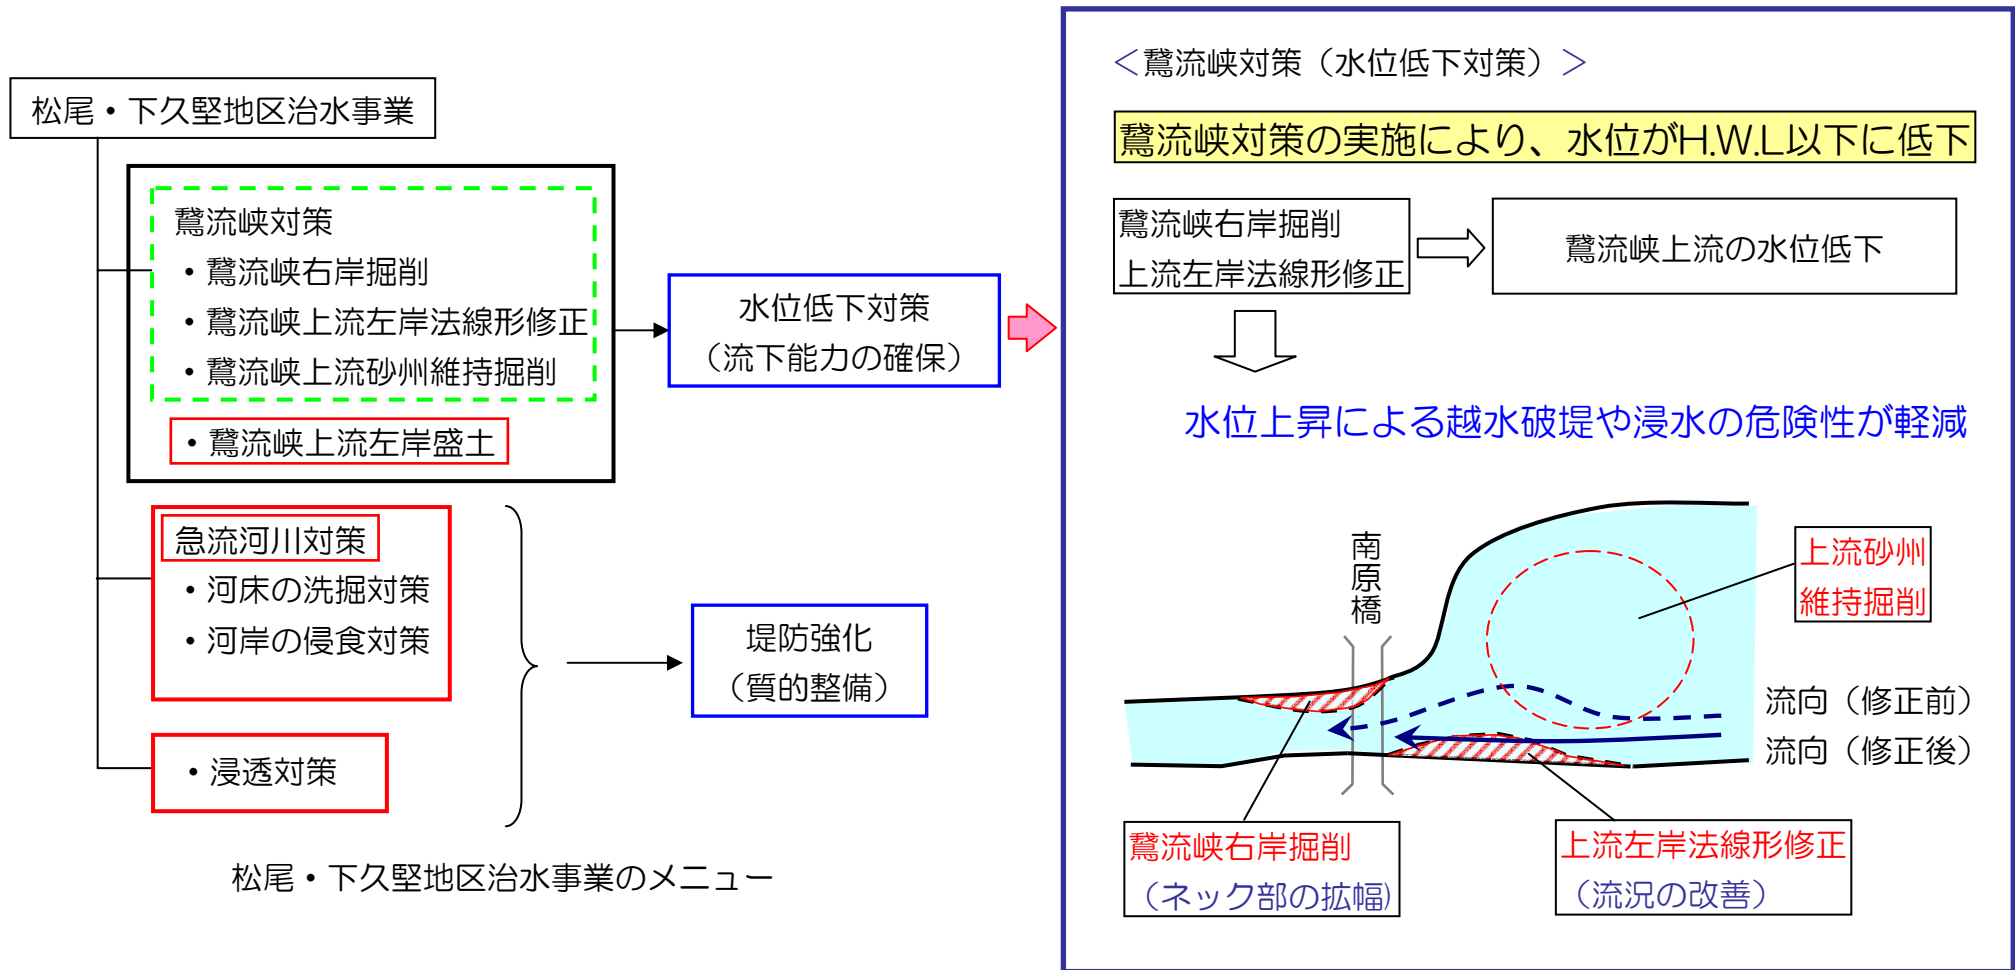 松尾・下久堅地区治水事業
鵞流峡対策
・鵞流峡右岸掘削
・鵞流峡上流左岸法線形修正
・鵞流峡上流砂州維持掘削
・鵞流峡上流左岸盛土
急流河川対策
・河床の洗掘対策
・河岸の侵食対策
・浸透対策
水位低下対策
（流下能力の確保）
堤防強化
（質的整備）
松尾・下久堅地区治水事業のメニュー
＜鵞流峡対策（水位低下対策）＞
鵞流峡対策の実施により、水位がH.W.L以下に低下
鵞流峡右岸掘削
上流左岸法線形修正
鵞流峡上流の水位低下
水位上昇による越水破堤や浸水の危険性が軽減
南原橋
上流砂州
維持掘削
流向（修正前）
流向（修正後）
鵞流峡右岸掘削
（ネック部の拡幅）
上流左岸法線形修正
（流況の改善）